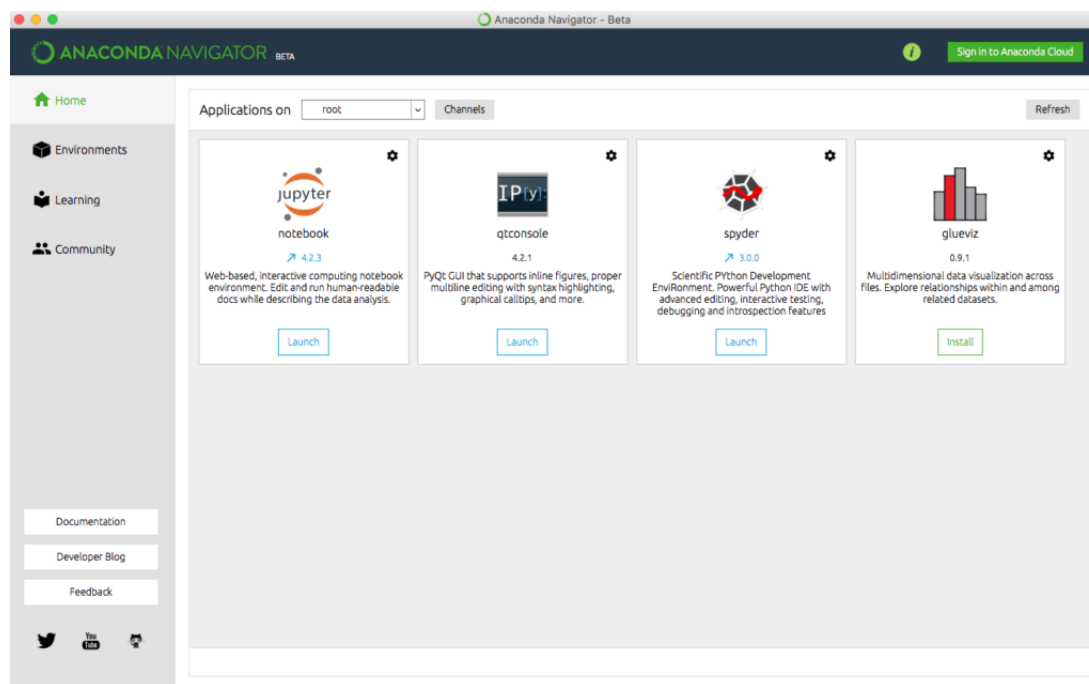 Anaconda Navigator - Beta
ANACONDA NAVIGATOR BETA
i
Sign in to Anaconda Cloud
Home
Environments
Learning
Community
Documentation
Developer Blog
Feedback
You Tube
Applications on root Channels Refresh
jupyter
notebook
4.2.3
Web-based, interactive computing notebook
environment. Edit and run human-readable
docs while describing the data analysis.
Launch
IP[y]:
qtconsole
4.2.1
PyQt GUI that supports inline figures, proper
multiline editing with syntax highlighting,
graphical calltips, and more.
Launch
spyder
3.0.0
Scientific PYthon Development
EnviRonment. Powerful Python IDE with
advanced editing, interactive testing,
debugging and introspection features
Launch
glueviz
0.9.1
Multidimensional data visualization across
files. Explore relationships within and among
related datasets.
Install